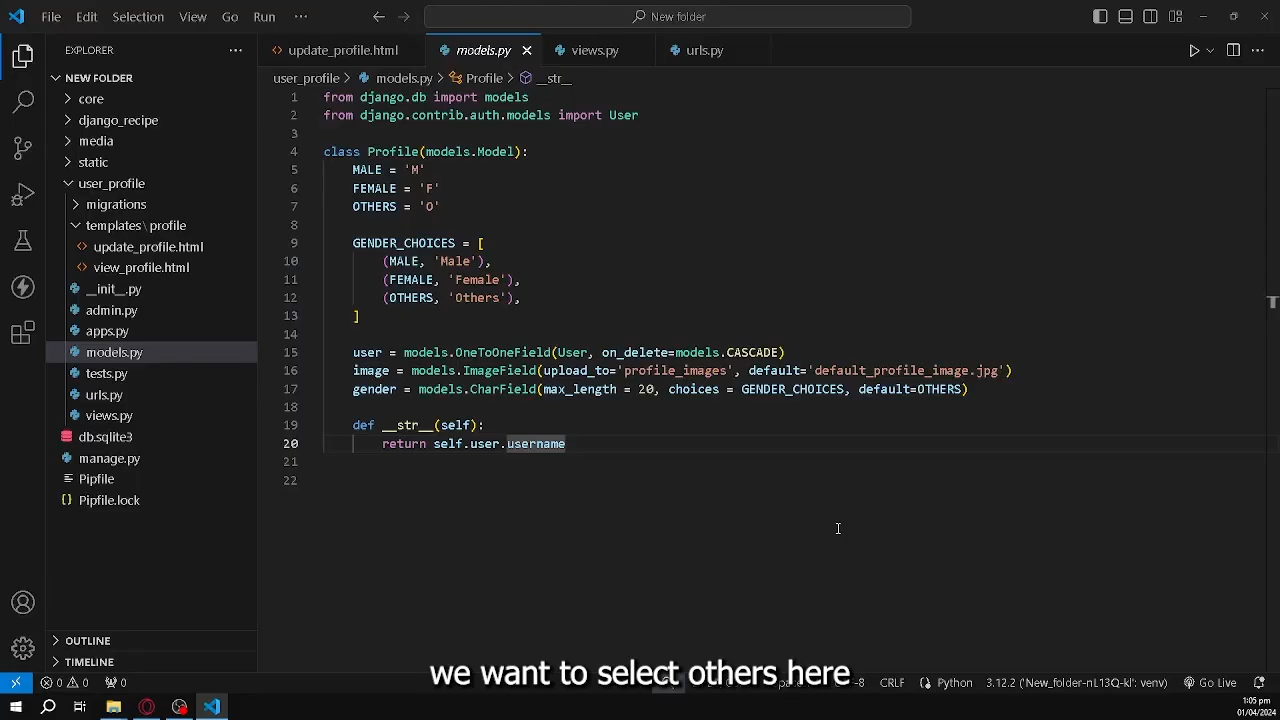 File Edit Selection View Go Run ··· New folder
EXPLORER ···
NEW FOLDER
core
django_recipe
media
static
user_profile
migrations
templates \ profile
update_profile.html
view_profile.html
__init__.py
admin.py
apps.py
models.py
tests.py
urls.py
views.py
db.sqlite3
manage.py
Pipfile
Pipfile.lock
OUTLINE
TIMELINE
update_profile.html models.py views.py urls.py
user_profile > models.py > Profile > __str__
1 from django.db import models
2 from django.contrib.auth.models import User
3
4 class Profile(models.Model):
5 MALE = 'M'
6 FEMALE = 'F'
7 OTHERS = 'O'
8
9 GENDER_CHOICES = [
10 (MALE, 'Male'),
11 (FEMALE, 'Female'),
12 (OTHERS, 'Others'),
13 ]
14
15 user = models.OneToOneField(User, on_delete=models.CASCADE)
16 image = models.ImageField(upload_to='profile_images', default='default_profile_image.jpg')
17 gender = models.CharField(max_length = 20, choices = GENDER_CHOICES, default=OTHERS)
18
19 def __str__(self):
20 return self.user.username
21
22
we want to select others here
0 0 0 CRLF Python 3.12.2 (New_folder-nL13Q-kl': venv) Go Live
1:05 pm
01/04/2024